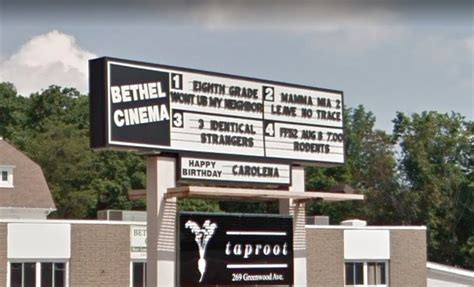 BETHEL
CINEMA
1 EIGHTH GRADE
WONT UB MY NEIGHBOR
2 MAMMA MIA 2
LEAVE NO TRACE
3 3 IDENTICAL
STRANGERS
4 AUG 8 7:00
RODENTS
HAPPY
BIRTHDAY CAROLENA
taproot
269 Greenwood Ave.